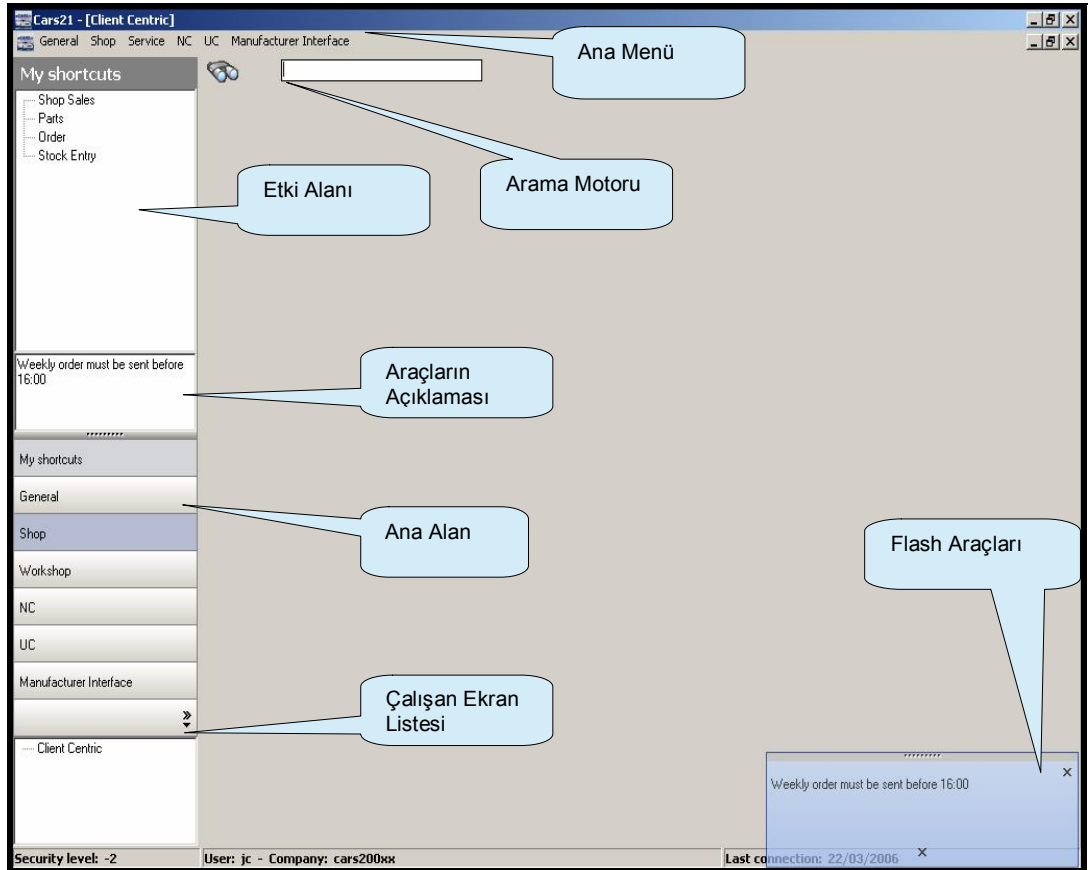 Cars21 - [Client Centric]
General Shop Service NC UC Manufacturer Interface
Ana Menü
My shortcuts
Shop Sales
Parts
Order
Stock Entry
Etki Alanı
Arama Motoru
Weekly order must be sent before
16:00
Araçların
Açıklaması
My shortcuts
General
Shop
Workshop
NC
UC
Manufacturer Interface
Ana Alan
Flash Araçları
Çalışan Ekran
Listesi
Client Centric
Weekly order must be sent before 16:00
Security level: -2
User: jc - Company: cars200xx
Last connection: 22/03/2006